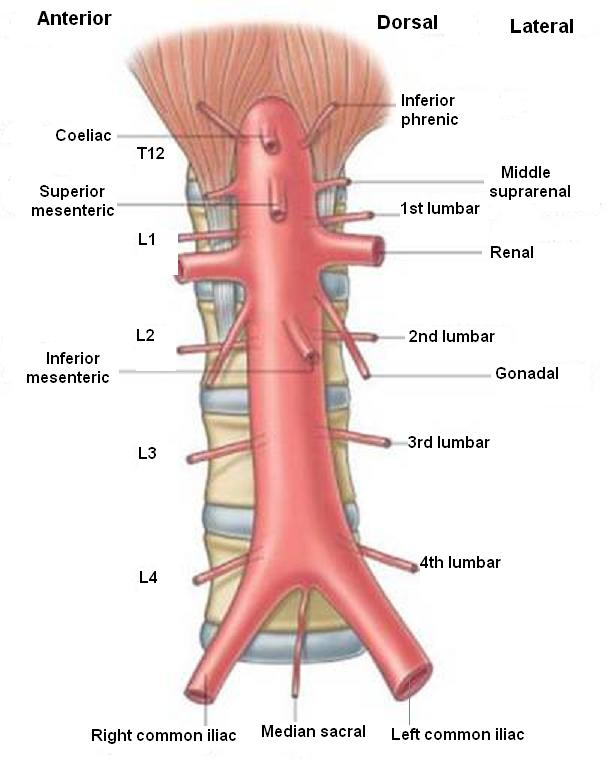 Anterior
Dorsal
Lateral
Inferior
phrenic
Coeliac
T12
Middle
suprarenal
Superior
mesenteric
1st lumbar
L1
Renal
L2
2nd lumbar
Inferior
mesenteric
Gonadal
3rd lumbar
L3
4th lumbar
L4
Right common iliac
Median sacral
Left common iliac